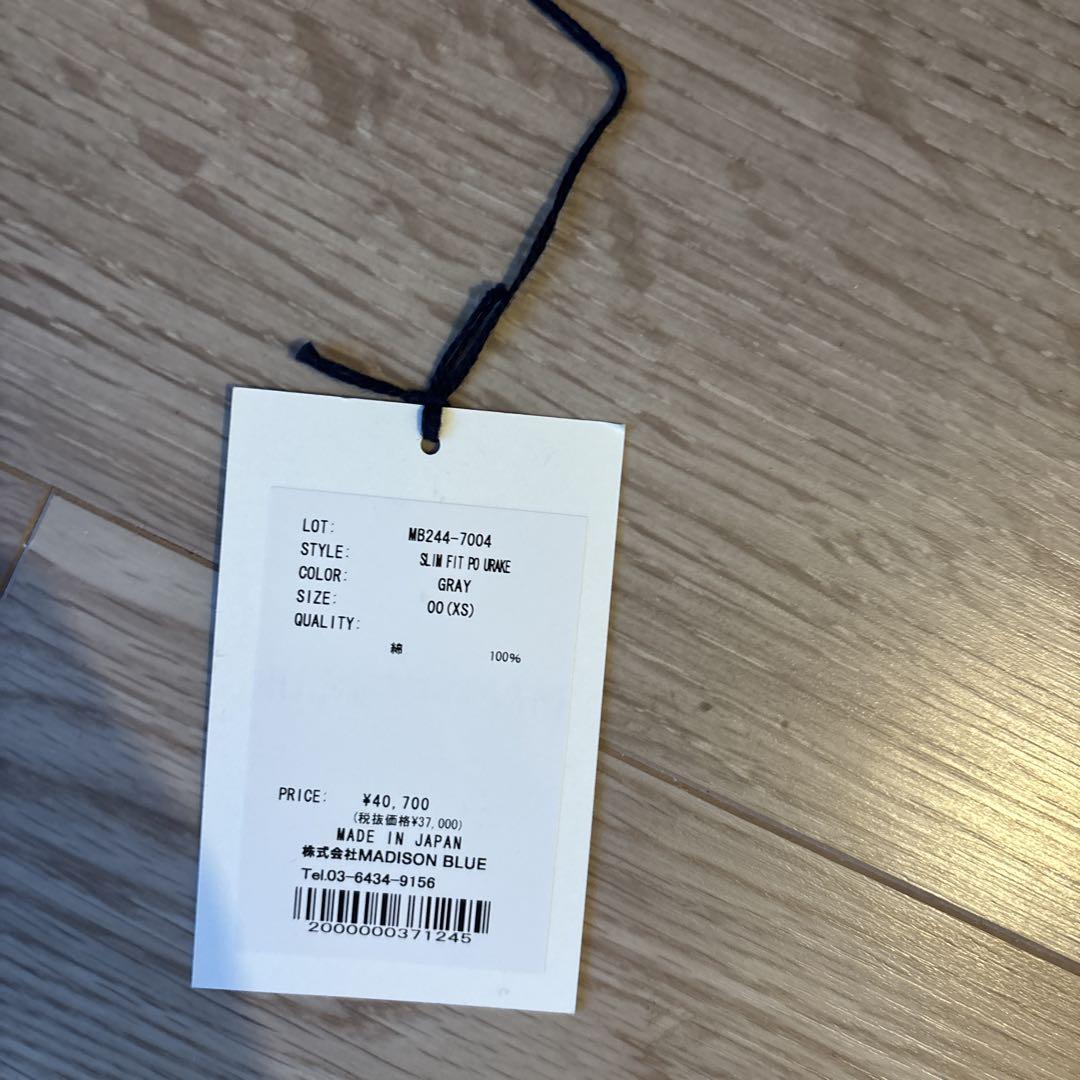 LOT: MB244-7004
STYLE: SLIM FIT PO URAKE
COLOR: GRAY
SIZE: 00(XS)
QUALITY:
綿 100%
PRICE: ¥40,700
(税抜価格¥37,000)
MADE IN JAPAN
株式会社MADISON BLUE
Tel.03-6434-9156
2000000371245